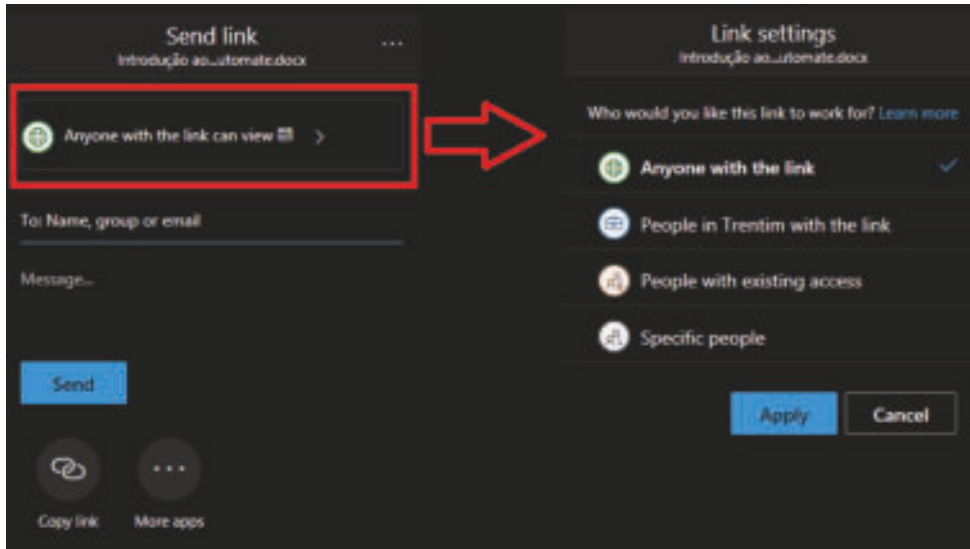 Send link
...
Introdução ao...utomate.docx
Anyone with the link can view
To: Name, group or email
Message...
Send
Copy link
More apps
Link settings
Introdução ao...utomate.docx
Who would you like this link to work for? Learn more
Anyone with the link
People in Trentim with the link
People with existing access
Specific people
Apply
Cancel